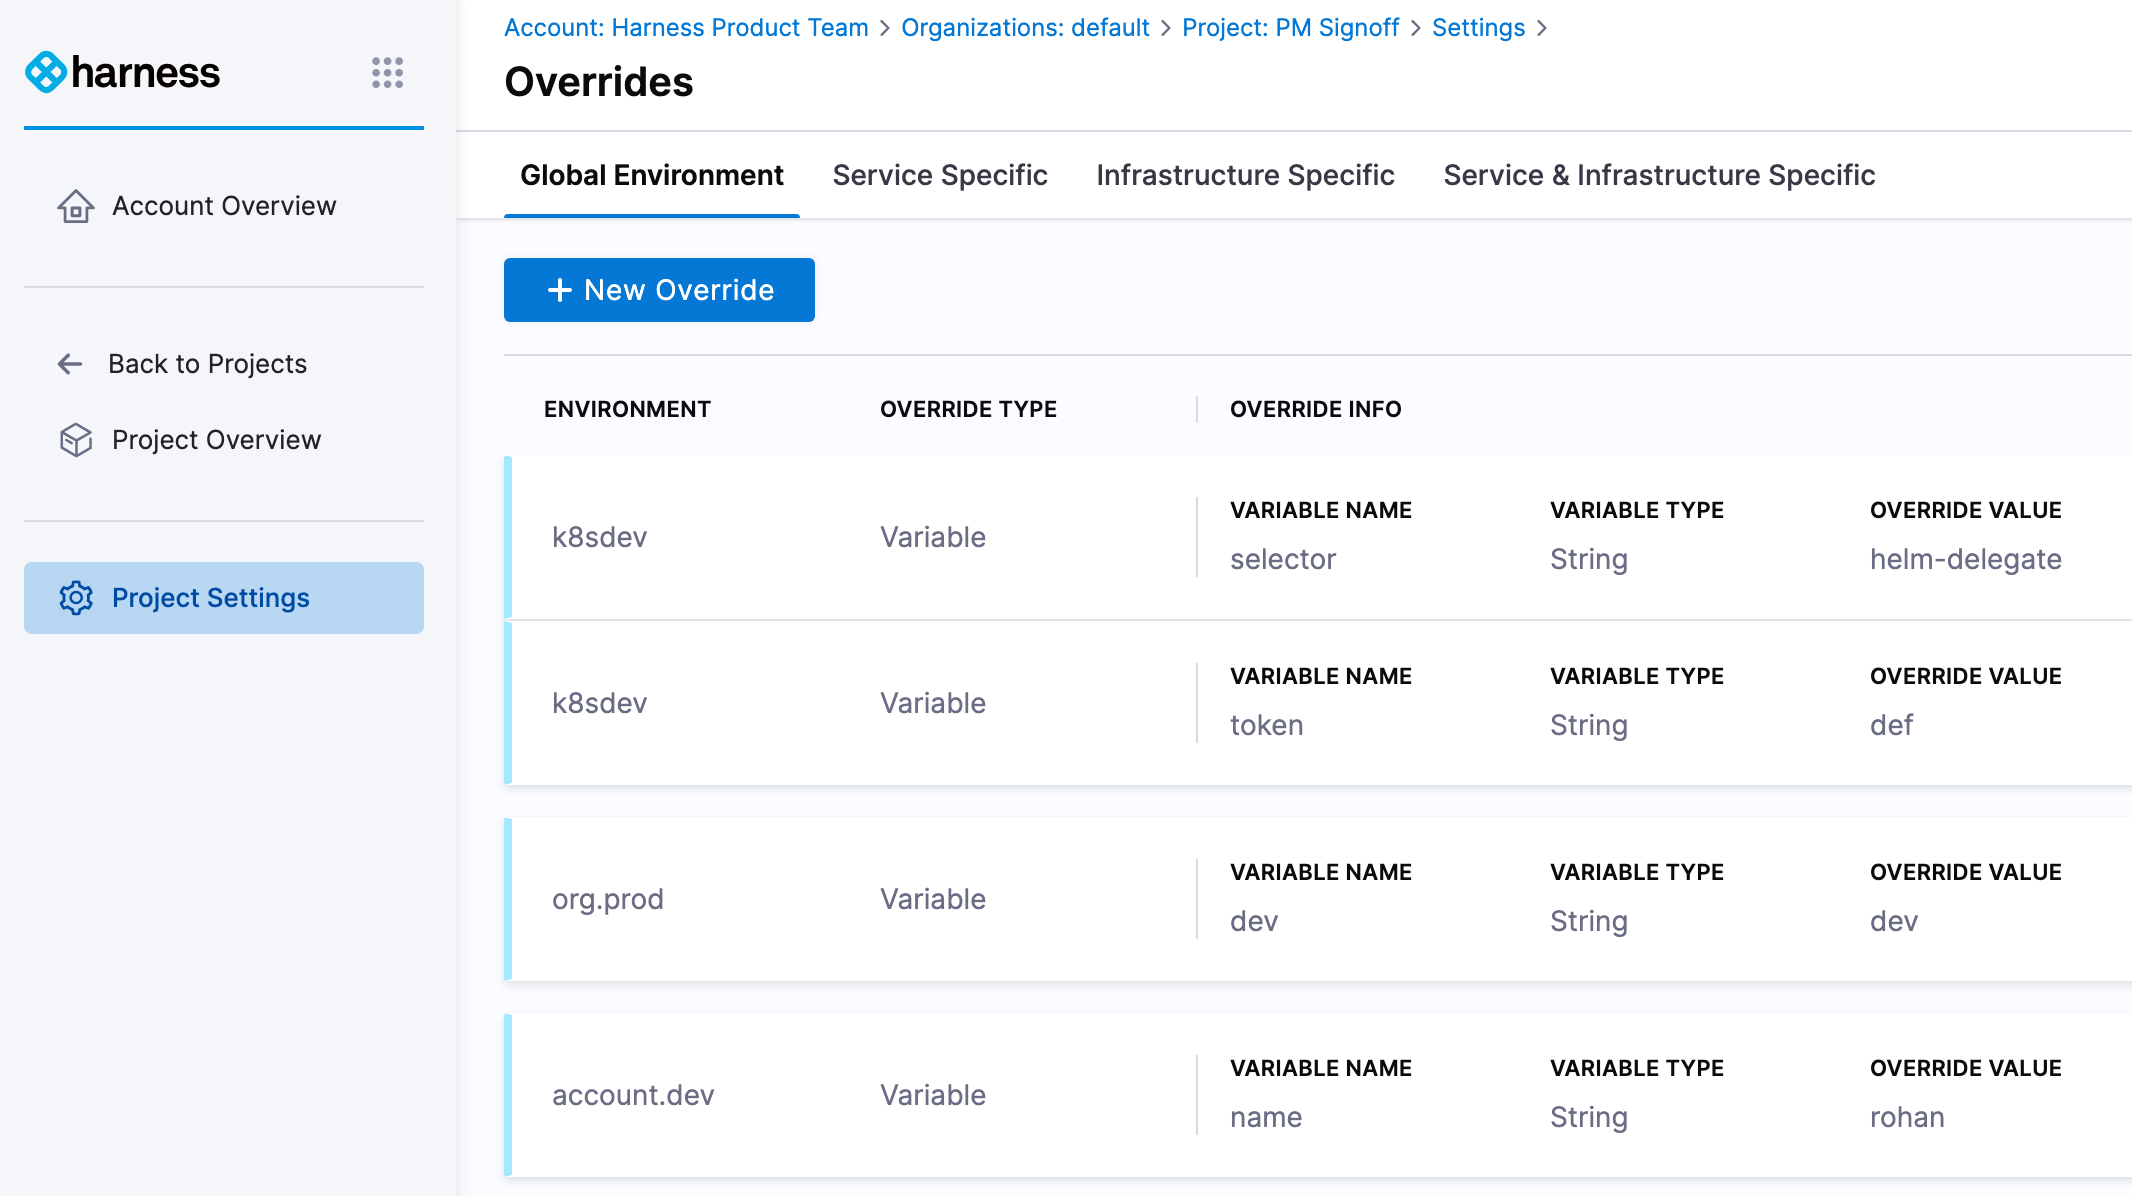 Account: Harness Product Team > Organizations: default > Project: PM Signoff > Settings >
harness
Overrides
Global Environment Service Specific Infrastructure Specific Service & Infrastructure Specific
Account Overview
+ New Override
Back to Projects
Project Overview
Project Settings
ENVIRONMENT OVERRIDE TYPE OVERRIDE INFO
VARIABLE NAME VARIABLE TYPE OVERRIDE VALUE
k8sdev Variable
selector String helm-delegate
VARIABLE NAME VARIABLE TYPE OVERRIDE VALUE
k8sdev Variable
token String def
VARIABLE NAME VARIABLE TYPE OVERRIDE VALUE
org.prod Variable
dev String dev
VARIABLE NAME VARIABLE TYPE OVERRIDE VALUE
account.dev Variable
name String rohan